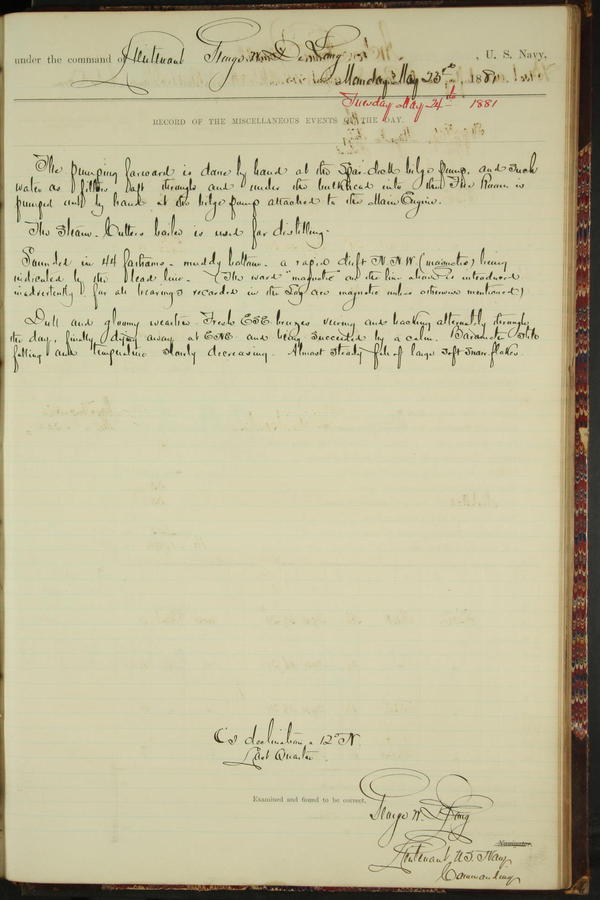 under the command of Lieutenant George W. De Long, U. S. Navy,
Monday May 23rd 1881
Tuesday May 24th 1881
RECORD OF THE MISCELLANEOUS EVENTS OF THE DAY.
The pumping forward is done by hand at the Spar deck bilge pump, and such
water as filters aft through and under the bulkhead into the Fire Room is
pumped out by hand at the bilge pump attached to the Main Engine.
The Steam-Cutters boiler is used for distilling.
Sounded in 44 fathoms - muddy bottom - a rapid drift N.N.W. (magnetic) being
indicated by the lead line - (The word "magnetic" on the line above is introduced
inadvertently for all bearings recorded in the Log are magnetic unless otherwise mentioned)
Dull and gloomy weather. Fresh ESE breezes veering and backing alternately through
the day, finally dying away at ENE and being succeeded by a calm. Barometer
falling and temperature slowly decreasing. Almost steady fall of large soft snow flakes.
declination 12° N.
Last Quarter
Examined and found to be correct,
George W. De Long
Navigator.
Lieutenant U.S. Navy
Commanding